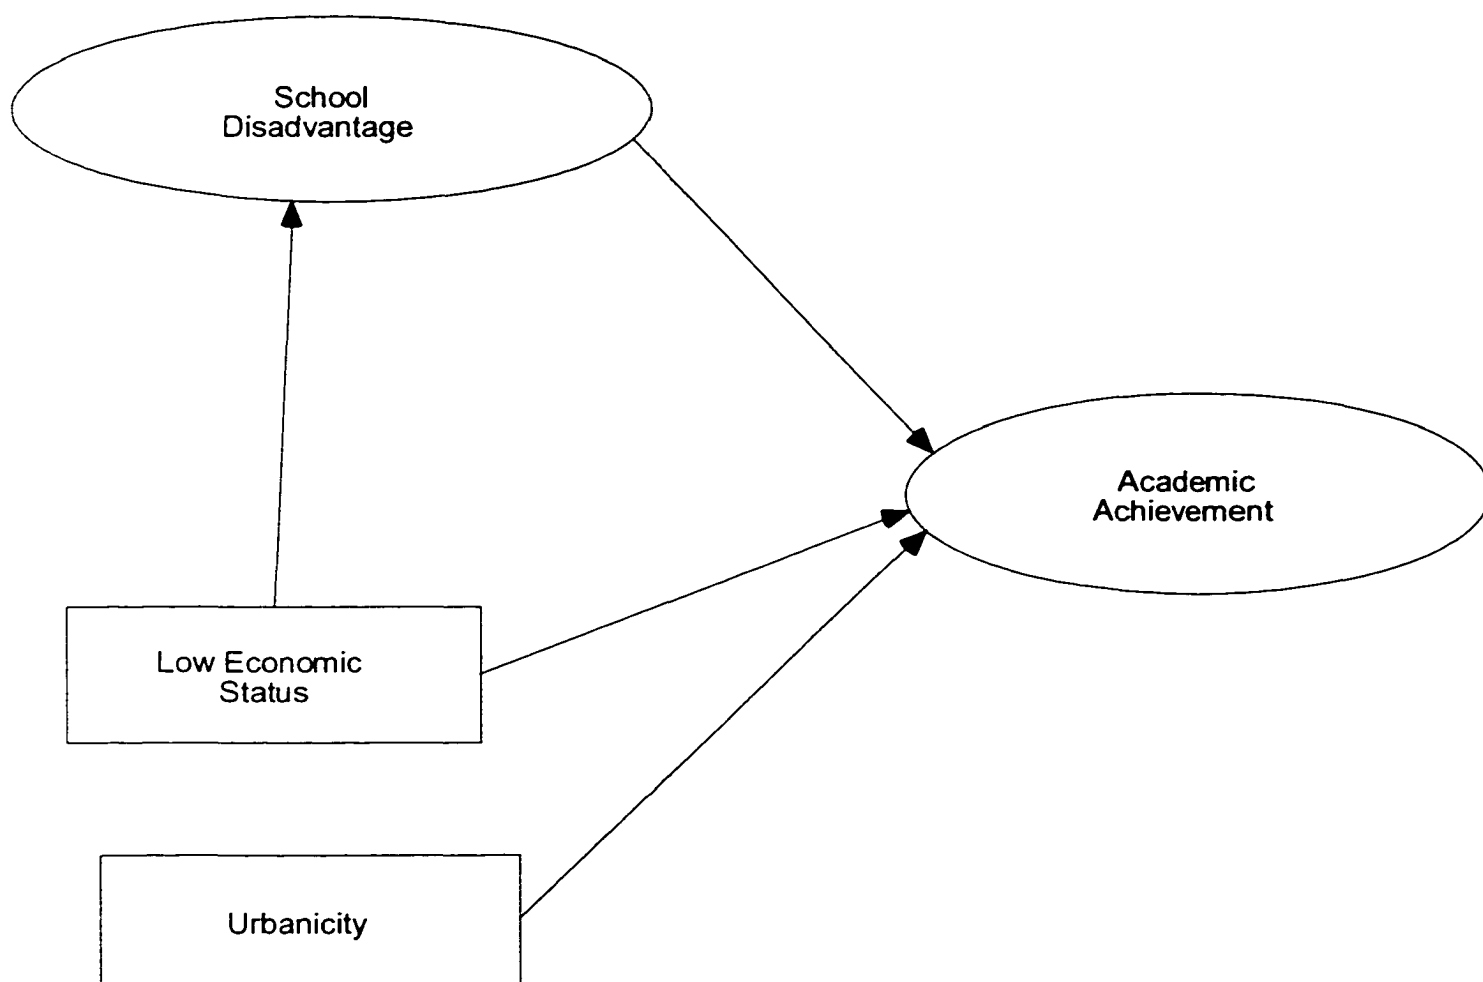 School
Disadvantage
Academic
Achievement
Low Economic
Status
Urbanicity